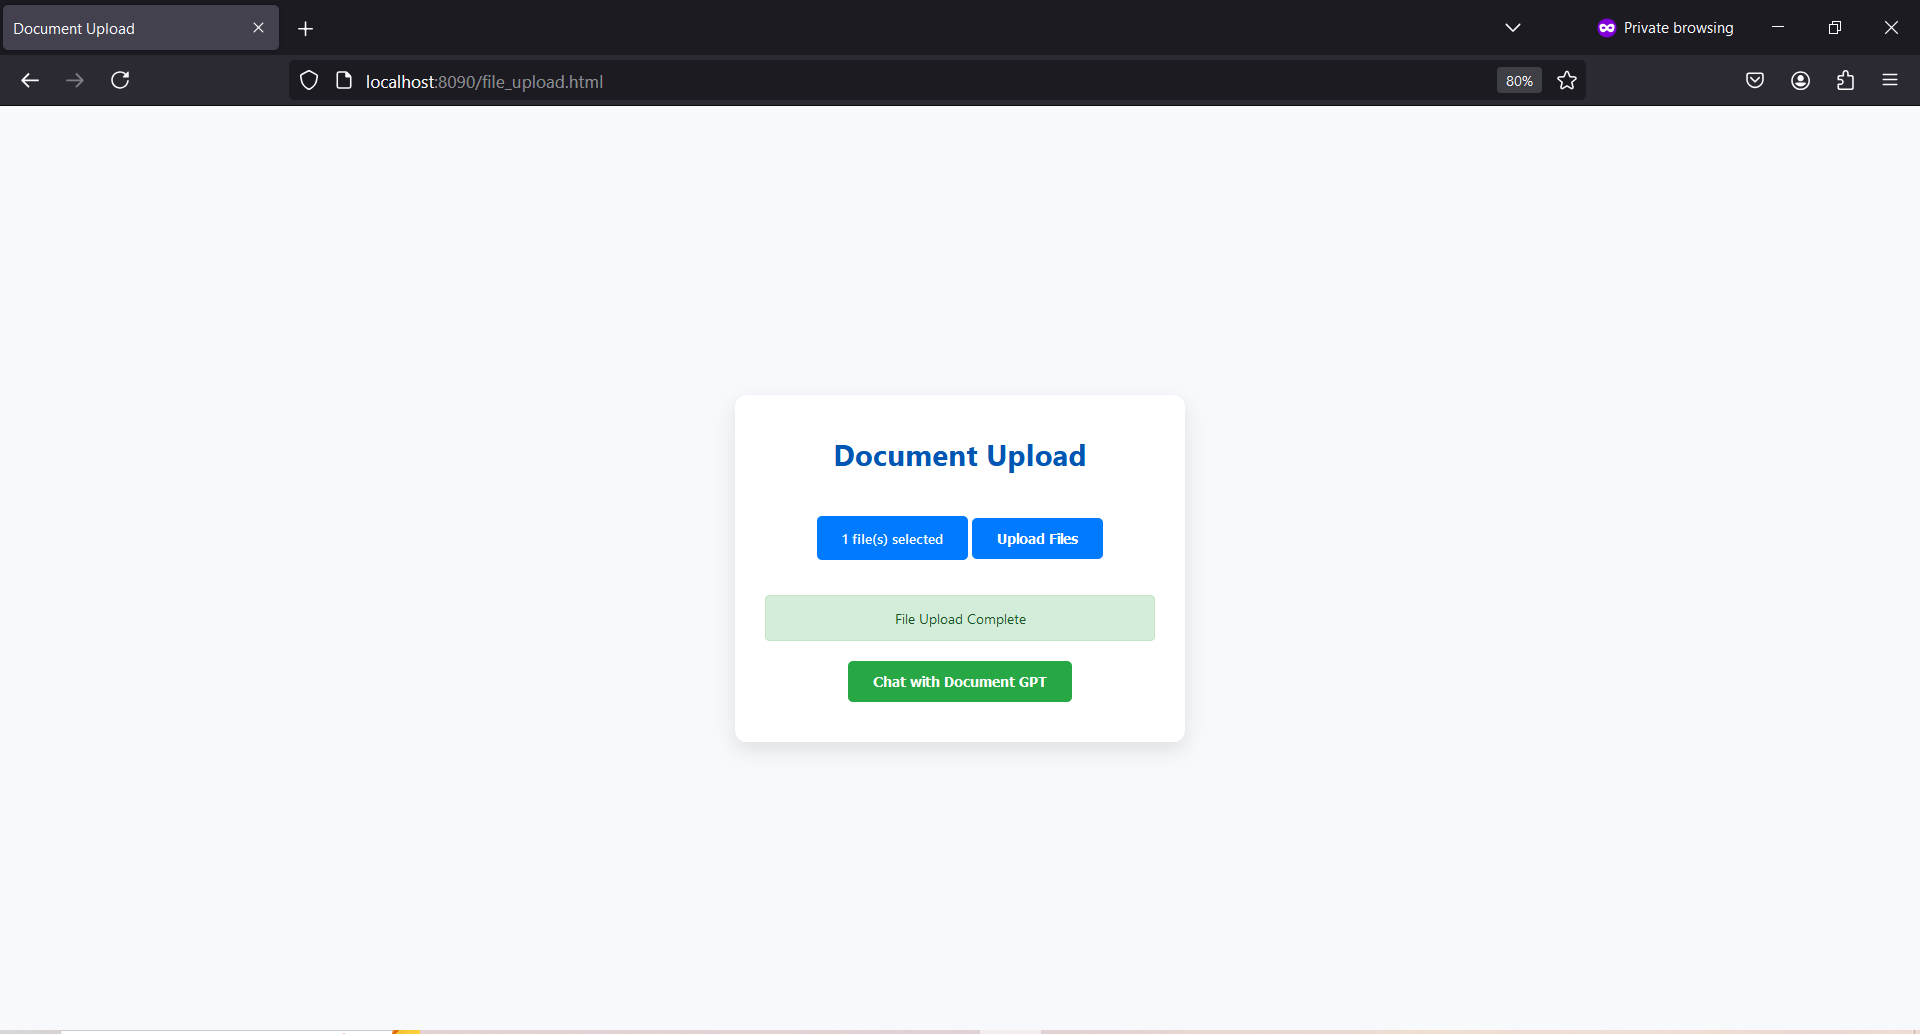 Document Upload
Private browsing
localhost:8090/file_upload.html
80%
Document Upload
1 file(s) selected
Upload Files
File Upload Complete
Chat with Document GPT